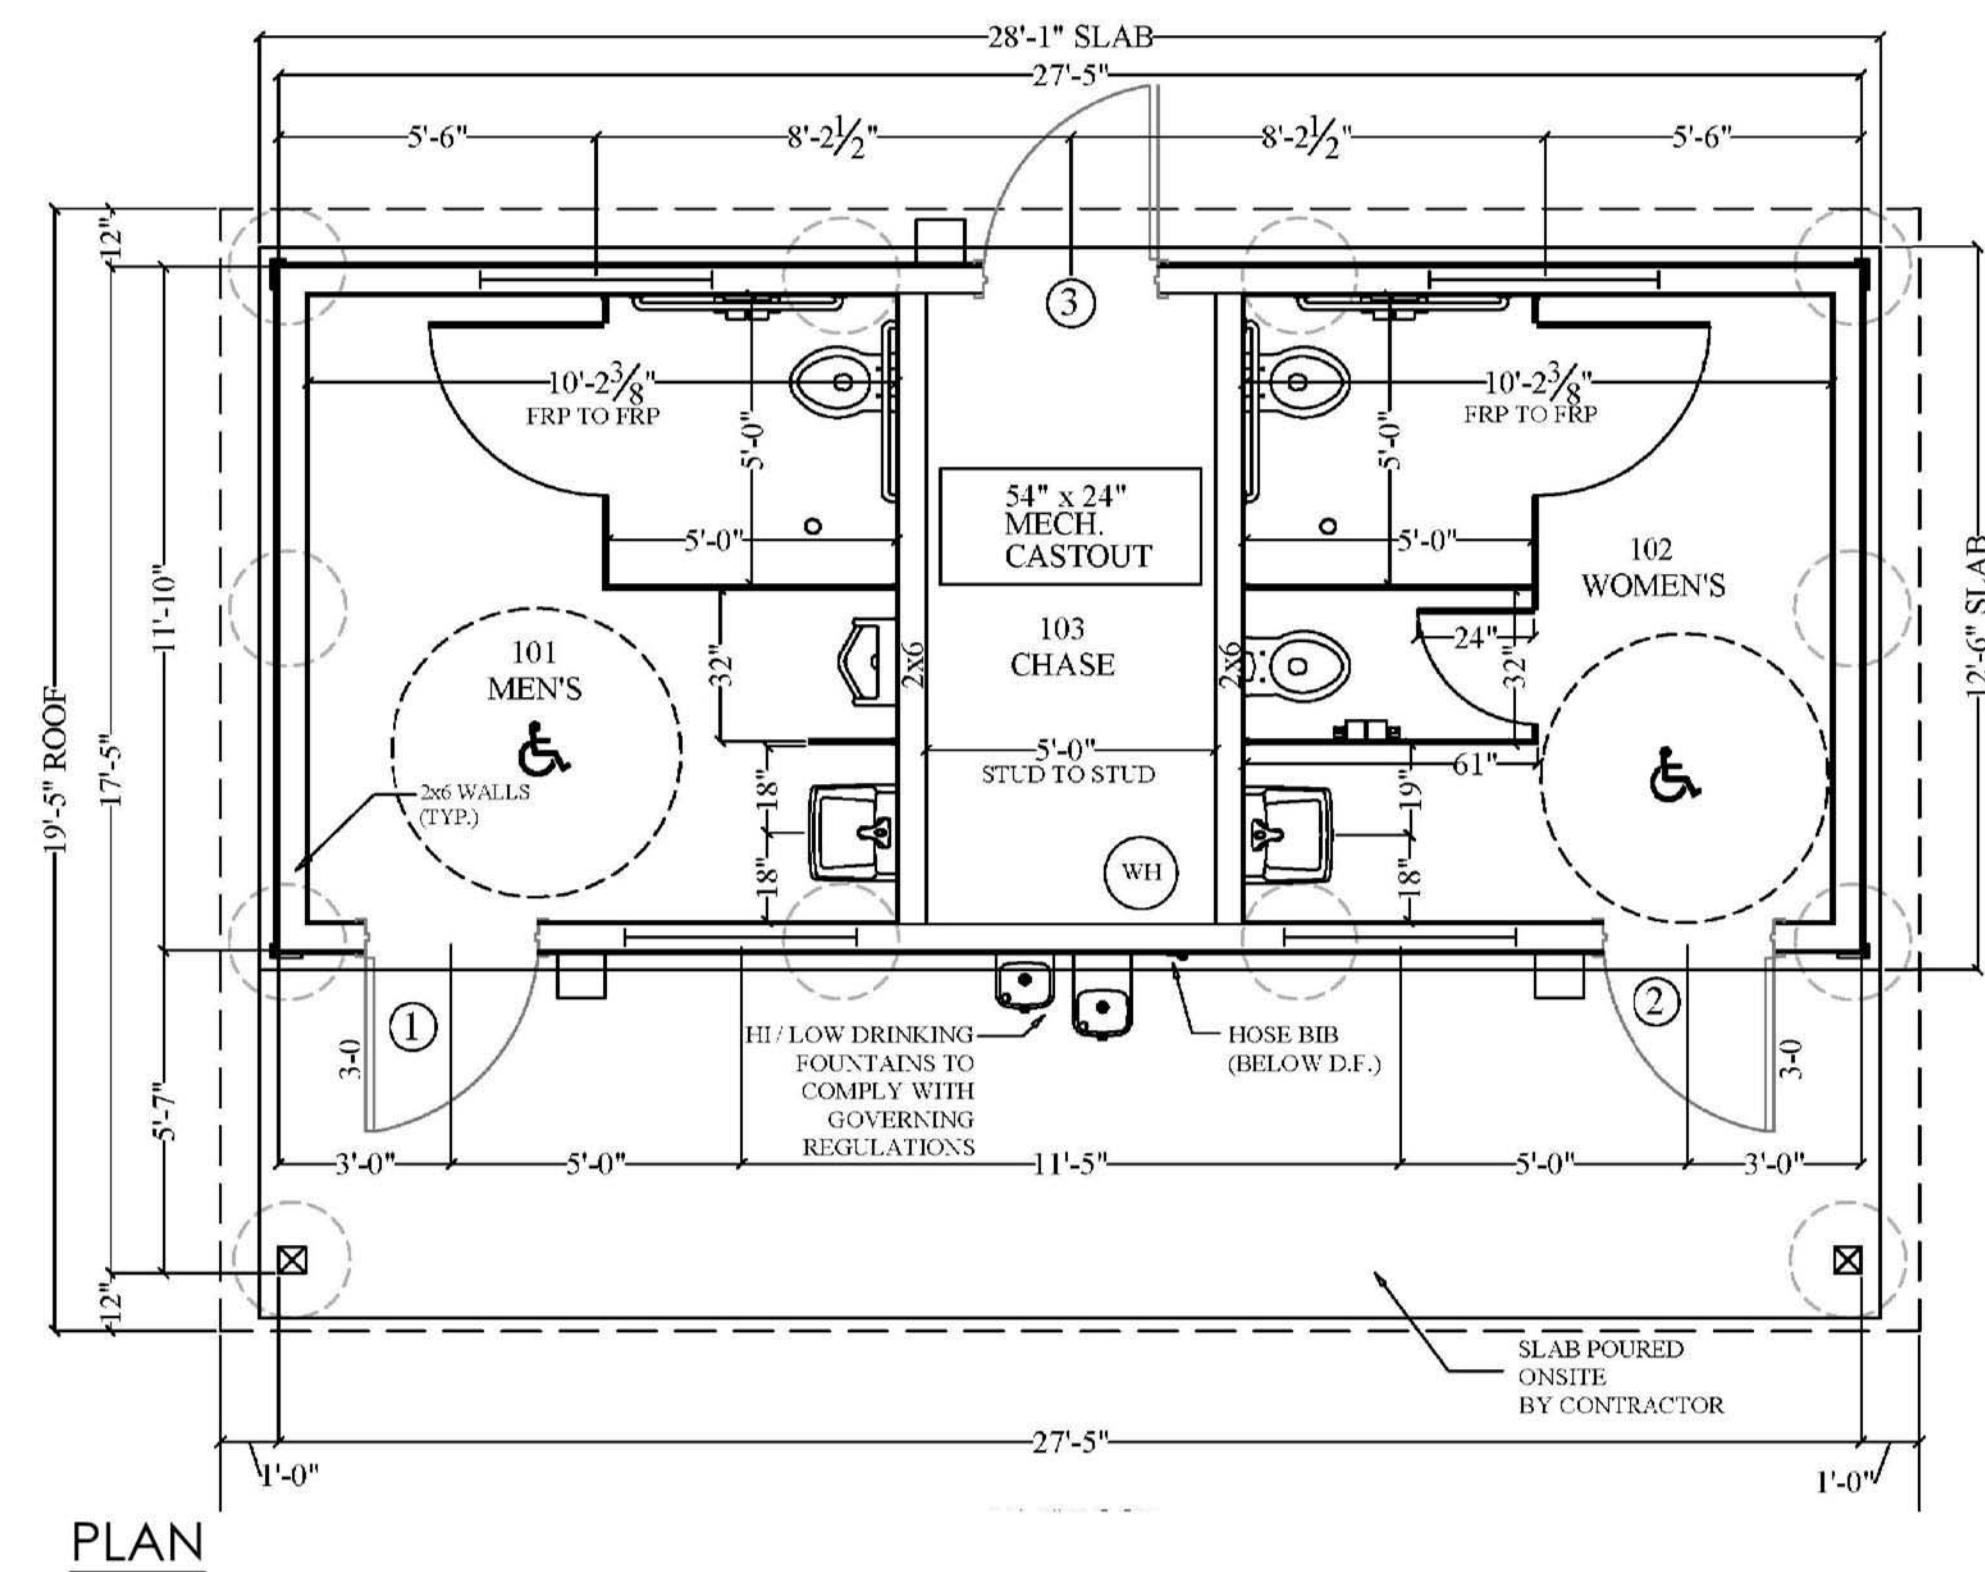 28'-1" SLAB
27'-5"
5'-6"
8'-2½"
8'-2½"
5'-6"
12"
3
10'-2⅜"
FRP TO FRP
10'-2⅜"
FRP TO FRP
5'-0"
5'-0"
54" x 24"
MECH.
CASTOUT
5'-0"
5'-0"
102
WOMEN'S
11'-10"
12'-6" SLAB
101
MEN'S
32"
2x6
103
CHASE
2x6
24"
32"
19'-5" ROOF
17'-5"
5'-0"
STUD TO STUD
61"
2x6 WALLS
(TYP.)
18"
19"
18"
WH
18"
1
2
3-0
3-0
HI / LOW DRINKING
FOUNTAINS TO
COMPLY WITH
GOVERNING
REGULATIONS
HOSE BIB
(BELOW D.F.)
5'-7"
3'-0"
5'-0"
11'-5"
5'-0"
3'-0"
12"
SLAB POURED
ONSITE
BY CONTRACTOR
27'-5"
1'-0"
1'-0"
PLAN